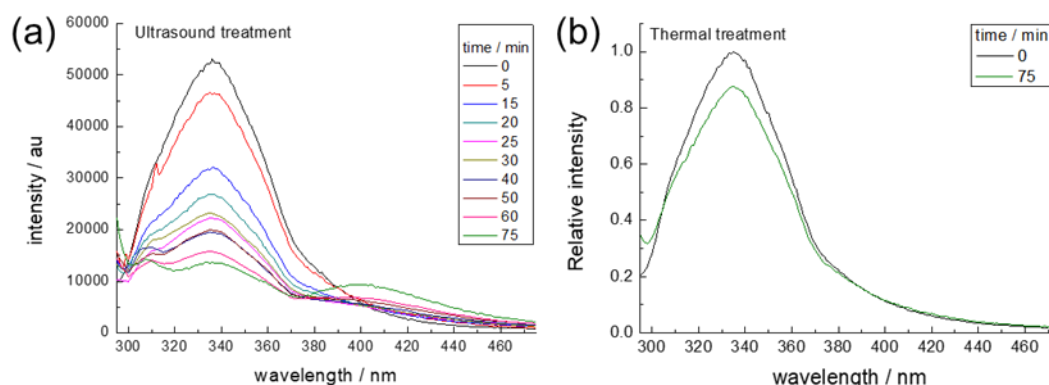 (a)
Ultrasound treatment
time / min
0
5
15
20
25
30
40
50
60
75
60000
50000
40000
30000
20000
10000
0
intensity / au
300 320 340 360 380 400 420 440 460
wavelength / nm
(b)
Thermal treatment
time / min
0
75
1.0
0.8
0.6
0.4
0.2
0.0
Relative intensity
300 320 340 360 380 400 420 440 460
wavelength / nm